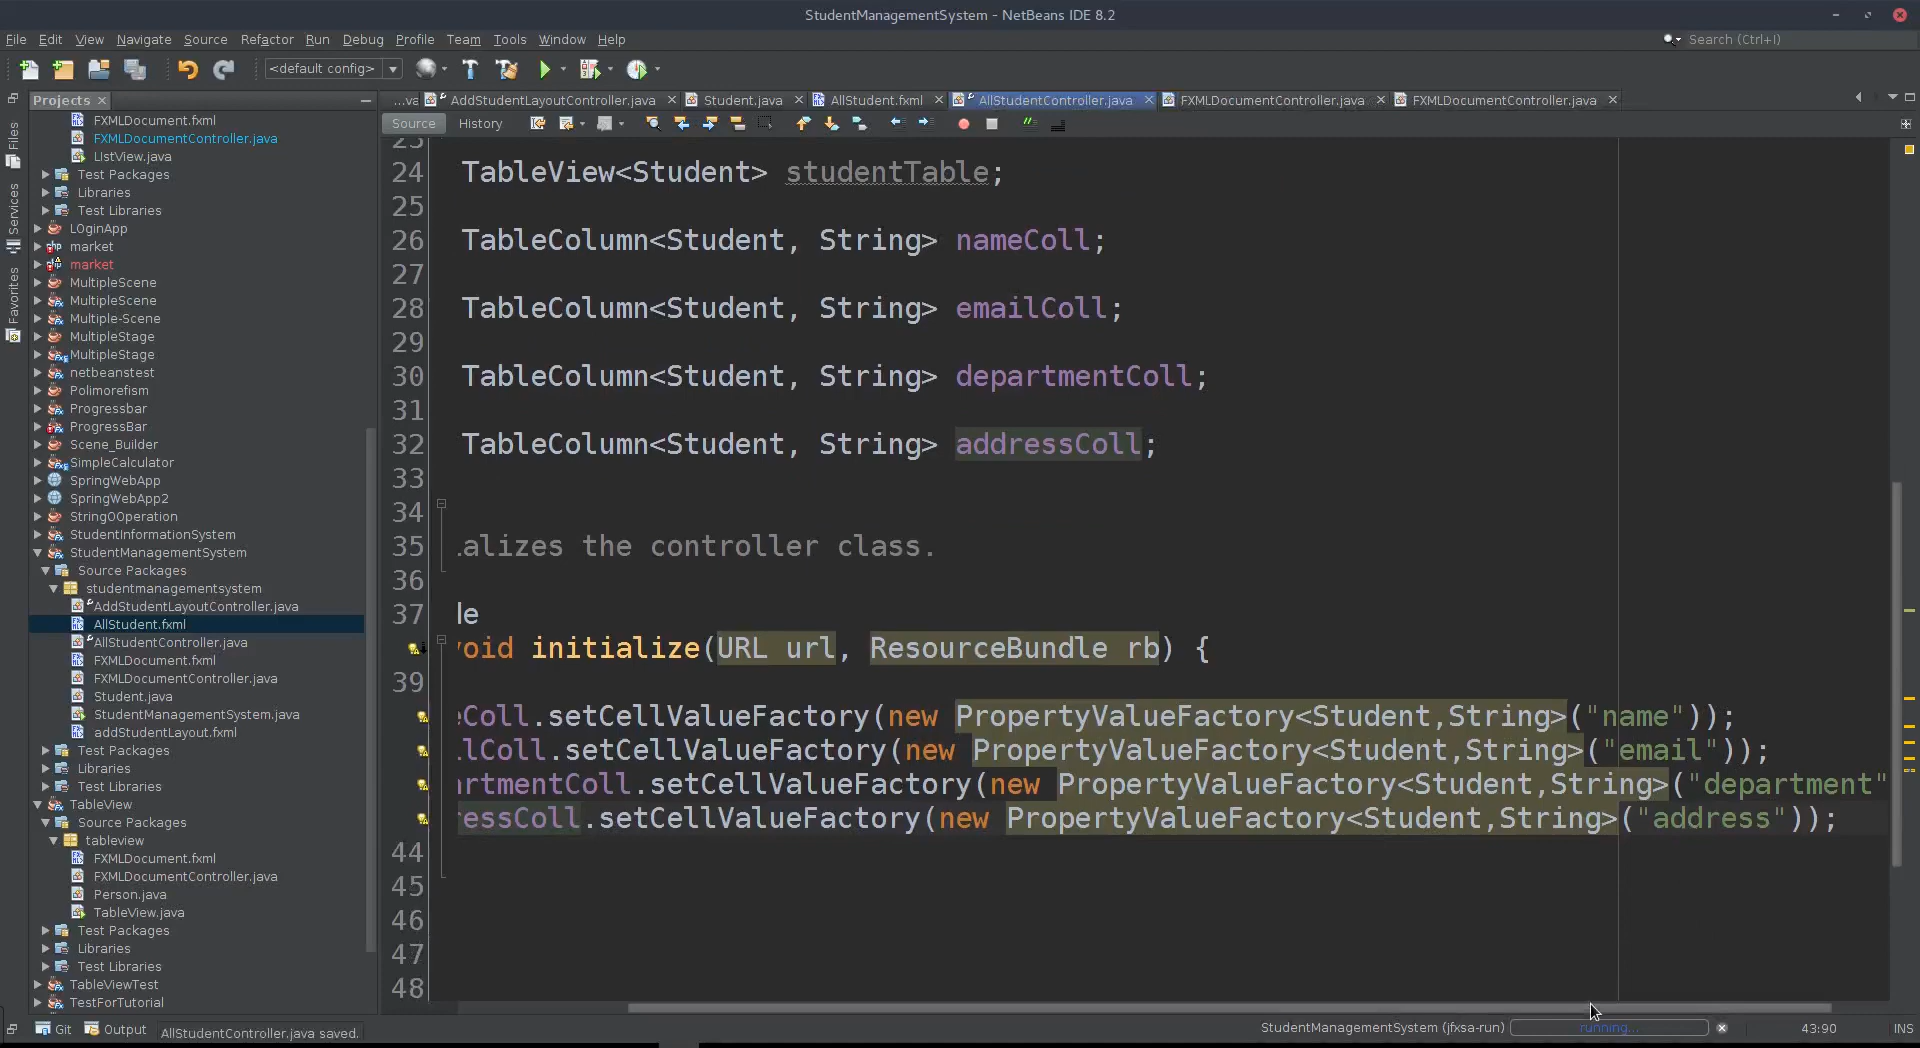 StudentManagementSystem - NetBeans IDE 8.2
File Edit View Navigate Source Refactor Run Debug Profile Team Tools Window Help
Search (Ctrl+I)
<default config>
Files
Services
Favorites
Projects
FXMLDocument.fxml
FXMLDocumentController.java
ListView.java
Test Packages
Libraries
Test Libraries
LOginApp
market
market
MultipleScene
MultipleScene
Multiple-Scene
MultipleStage
MultipleStage
netbeanstest
Polimorefism
Progressbar
ProgressBar
Scene_Builder
SimpleCalculator
SpringWebApp
SpringWebApp2
StringOOperation
StudentInformationSystem
StudentManagementSystem
Source Packages
studentmanagementsystem
AddStudentLayoutController.java
AllStudent.fxml
AllStudentController.java
FXMLDocument.fxml
FXMLDocumentController.java
Student.java
StudentManagementSystem.java
addStudentLayout.fxml
Test Packages
Libraries
Test Libraries
TableView
Source Packages
tableview
FXMLDocument.fxml
FXMLDocumentController.java
Person.java
TableView.java
Test Packages
Libraries
Test Libraries
TableViewTest
TestForTutorial
...va AddStudentLayoutController.java Student.java AllStudent.fxml AllStudentController.java FXMLDocumentController.java FXMLDocumentController.java
Source History
23
24 TableView<Student> studentTable;
25
26 TableColumn<Student, String> nameColl;
27
28 TableColumn<Student, String> emailColl;
29
30 TableColumn<Student, String> departmentColl;
31
32 TableColumn<Student, String> addressColl;
33
34
35 alizes the controller class.
36
37 le
void initialize(URL url, ResourceBundle rb) {
39
eColl.setCellValueFactory(new PropertyValueFactory<Student,String>("name"));
lColl.setCellValueFactory(new PropertyValueFactory<Student,String>("email"));
artmentColl.setCellValueFactory(new PropertyValueFactory<Student,String>("department"
ressColl.setCellValueFactory(new PropertyValueFactory<Student,String>("address"));
44
45
46
47
48
Git Output AllStudentController.java saved. StudentManagementSystem (jfxsa-run) running... 43:90 INS